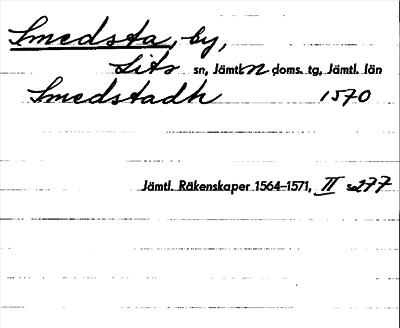 Smedsta, by,
Lits sn, Jämtl. n doms. tg, Jämtl. län
Smedstadh 1570
Jämtl. Räkenskaper 1564–1571, II s. 277